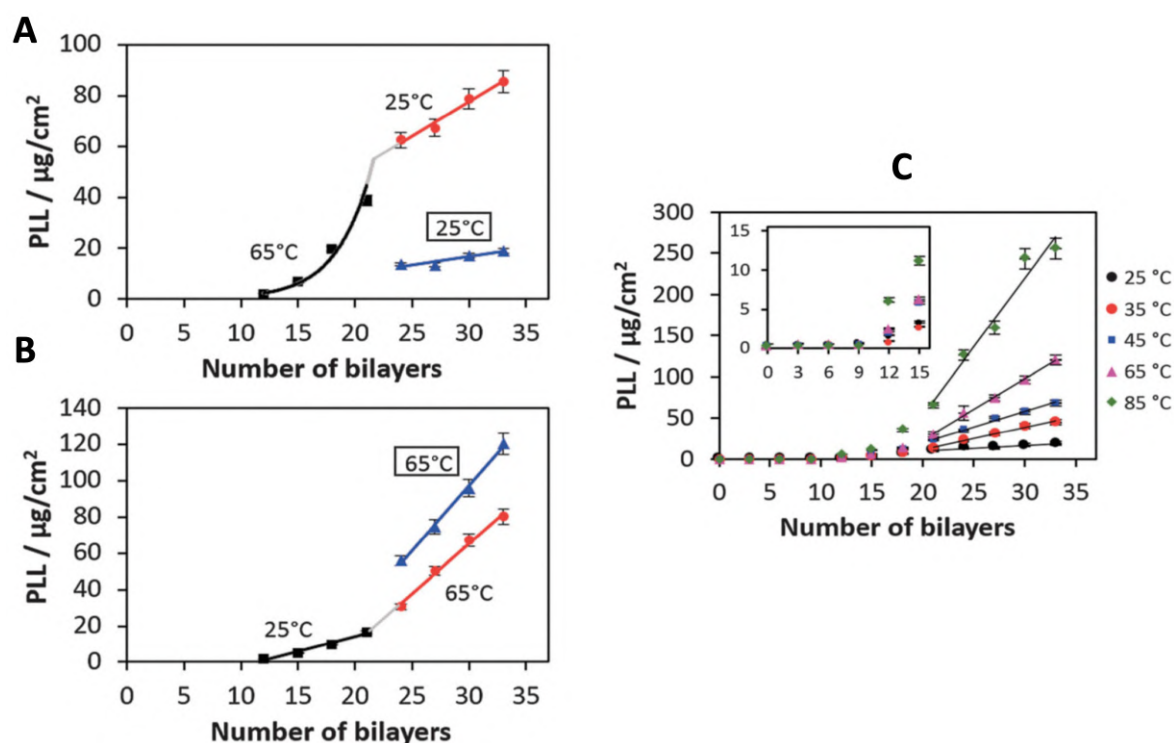 A
PLL / µg/cm²
100
80
60
40
20
0
25°C
65°C
25°C
0 5 10 15 20 25 30 35
Number of bilayers
B
PLL / µg/cm²
140
120
100
80
60
40
20
0
65°C
25°C
65°C
0 5 10 15 20 25 30 35
Number of bilayers
C
PLL / µg/cm²
300
250
200
150
100
50
0
15
10
5
0
0 3 6 9 12 15
0 5 10 15 20 25 30 35
Number of bilayers
25 °C
35 °C
45 °C
65 °C
85 °C